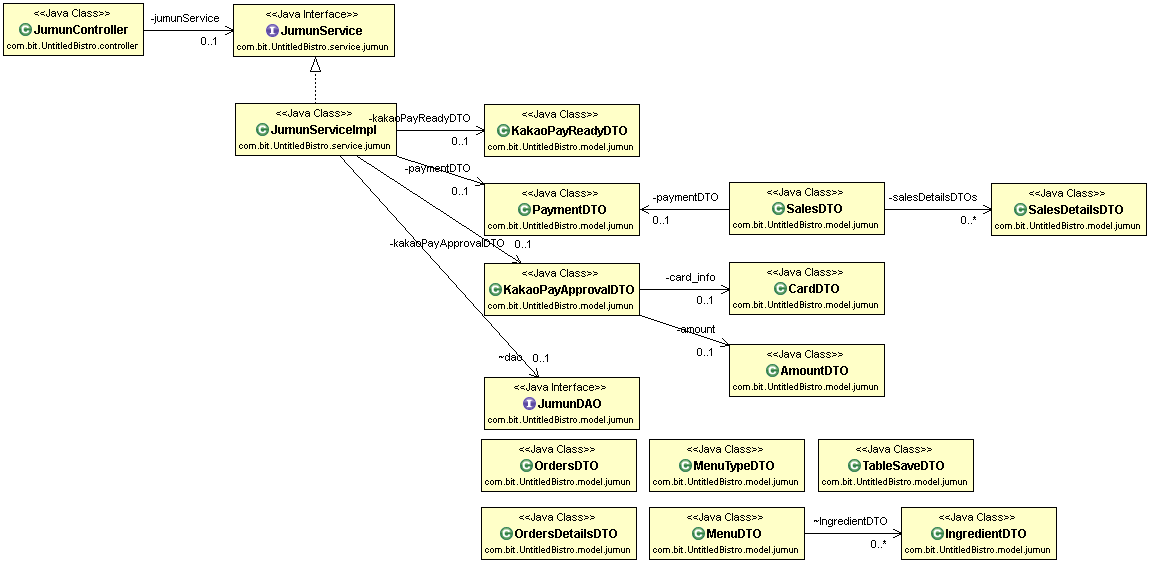 <<Java Class>>
JumunController
com.bit.UntitledBistro.controller
-jumunService
0..1
<<Java Interface>>
JumunService
com.bit.UntitledBistro.service.jumun
<<Java Class>>
JumunServiceImpl
com.bit.UntitledBistro.service.jumun
-kakaoPayReadyDTO
0..1
<<Java Class>>
KakaoPayReadyDTO
com.bit.UntitledBistro.model.jumun
-paymentDTO
0..1
<<Java Class>>
PaymentDTO
com.bit.UntitledBistro.model.jumun
-paymentDTO
0..1
<<Java Class>>
SalesDTO
com.bit.UntitledBistro.model.jumun
-salesDetailsDTOs
0..*
<<Java Class>>
SalesDetailsDTO
com.bit.UntitledBistro.model.jumun
-kakaoPayApprovalDTO
0..1
<<Java Class>>
KakaoPayApprovalDTO
com.bit.UntitledBistro.model.jumun
-card_info
0..1
<<Java Class>>
CardDTO
com.bit.UntitledBistro.model.jumun
-amount
0..1
<<Java Class>>
AmountDTO
com.bit.UntitledBistro.model.jumun
~dao
0..1
<<Java Interface>>
JumunDAO
com.bit.UntitledBistro.model.jumun
<<Java Class>>
OrdersDTO
com.bit.UntitledBistro.model.jumun
<<Java Class>>
MenuTypeDTO
com.bit.UntitledBistro.model.jumun
<<Java Class>>
TableSaveDTO
com.bit.UntitledBistro.model.jumun
<<Java Class>>
OrdersDetailsDTO
com.bit.UntitledBistro.model.jumun
<<Java Class>>
MenuDTO
com.bit.UntitledBistro.model.jumun
~IngredientDTO
0..*
<<Java Class>>
IngredientDTO
com.bit.UntitledBistro.model.jumun